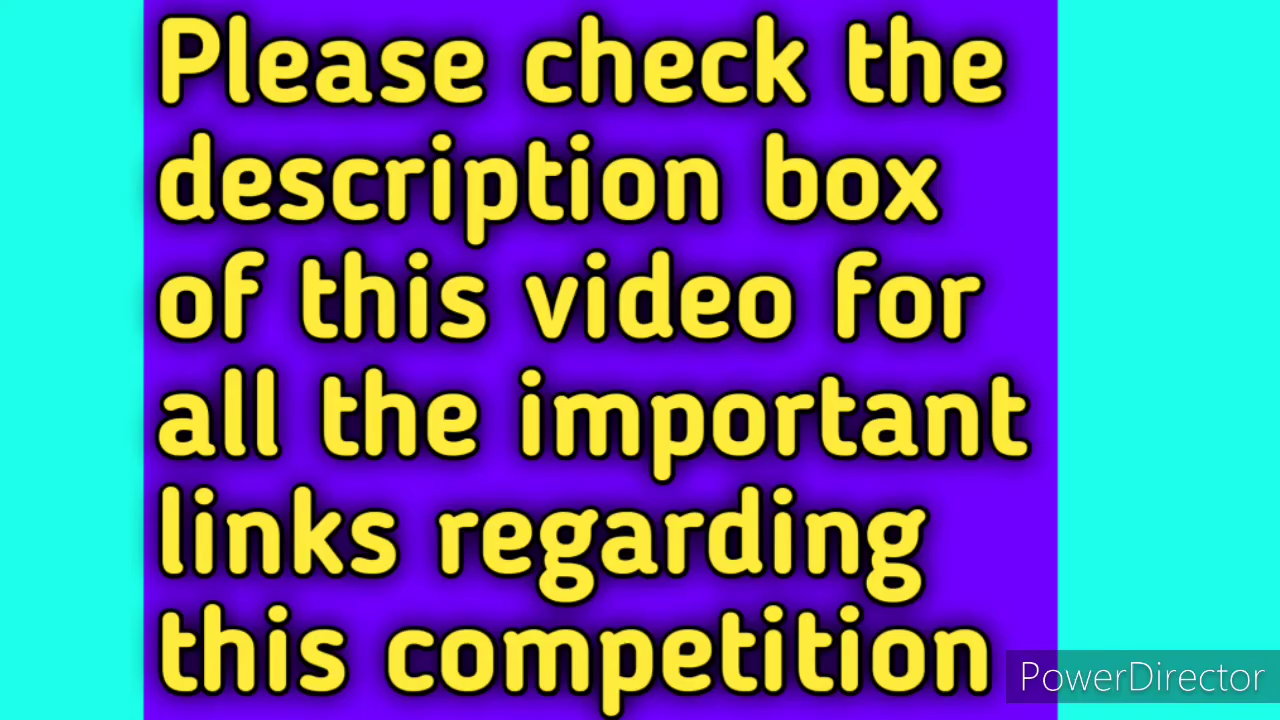 Please check the
description box
of this video for
all the important
links regarding
this competition
PowerDirector